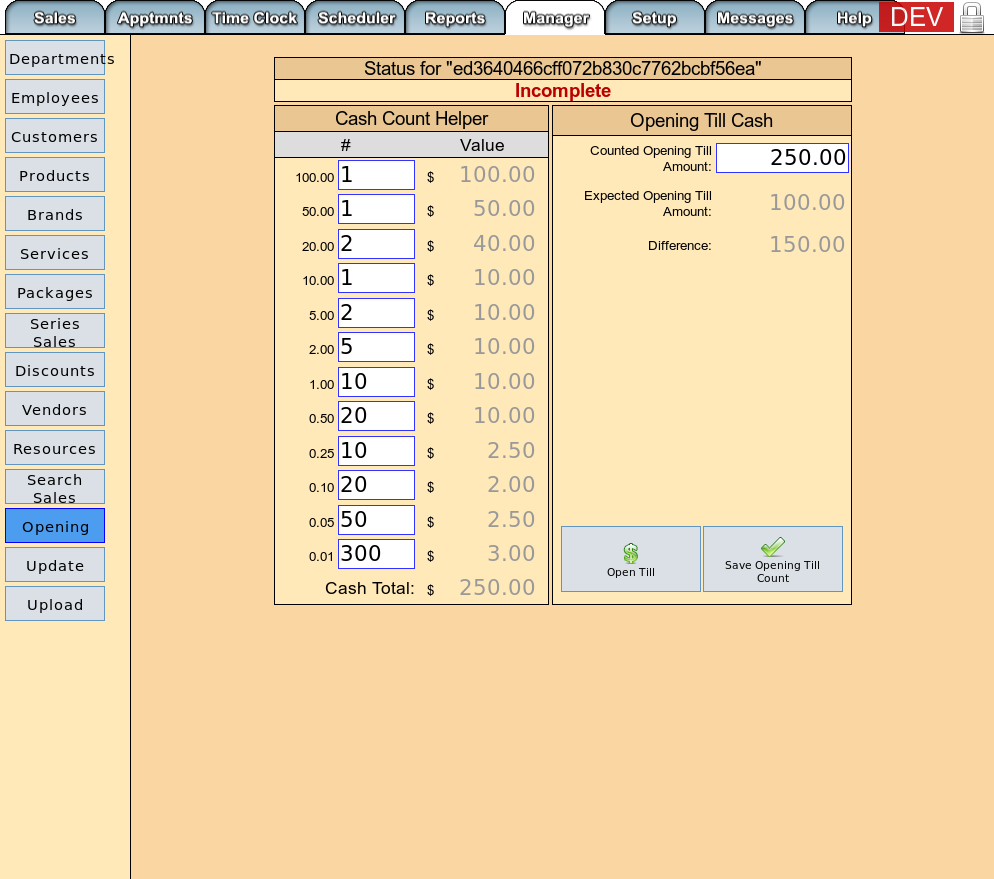 Sales Apptmnts Time Clock Scheduler Reports Manager Setup Messages Help DEV
Departments
Employees
Customers
Products
Brands
Services
Packages
Series
Sales
Discounts
Vendors
Resources
Search
Sales
Opening
Update
Upload
Status for "ed3640466cff072b830c7762bcbf56ea"
Incomplete
Cash Count Helper
# Value
100.00 1 $ 100.00
50.00 1 $ 50.00
20.00 2 $ 40.00
10.00 1 $ 10.00
5.00 2 $ 10.00
2.00 5 $ 10.00
1.00 10 $ 10.00
0.50 20 $ 10.00
0.25 10 $ 2.50
0.10 20 $ 2.00
0.05 50 $ 2.50
0.01 300 $ 3.00
Cash Total: $ 250.00
Opening Till Cash
Counted Opening Till
Amount: 250.00
Expected Opening Till
Amount: 100.00
Difference: 150.00
Open Till
Save Opening Till
Count